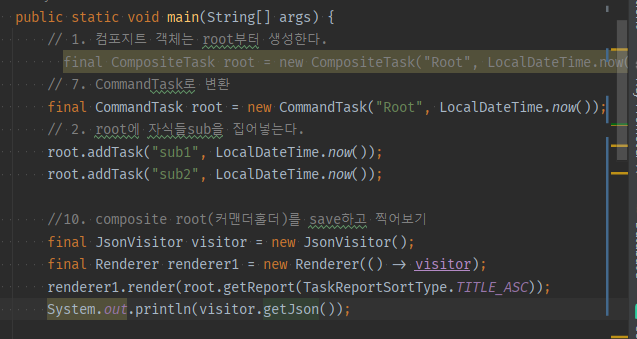 public static void main(String[] args) {
// 1. 컴포지트 객체는 root부터 생성한다.
final CompositeTask root = new CompositeTask("Root", LocalDateTime.now(
// 7. CommandTask로 변환
final CommandTask root = new CommandTask("Root", LocalDateTime.now());
// 2. root에 자식들sub을 집어넣는다.
root.addTask("sub1", LocalDateTime.now());
root.addTask("sub2", LocalDateTime.now());
//10. composite root(커맨더홀더)를 save하고 찍어보기
final JsonVisitor visitor = new JsonVisitor();
final Renderer renderer1 = new Renderer(() -> visitor);
renderer1.render(root.getReport(TaskReportSortType.TITLE_ASC));
System.out.println(visitor.getJson());